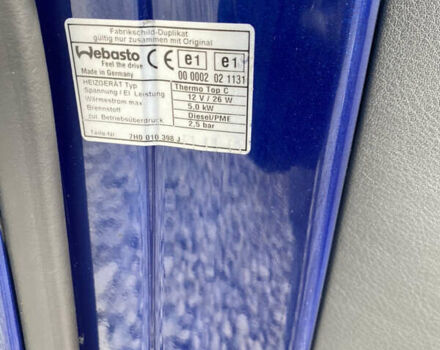 Fabrikschild-Duplikat
gültig nur zusammen mit Original
Webasto CE e1 e1
Feel the drive
Made in Germany 00 0002 02 1131
HEIZGERÄT Typ Thermo Top C
Spannung / El. Leistung 12 V / 26 W
Wärmestrom max 5,0 kW
Brennstoff Diesel/PME
zul. Betriebsüberdruck 2,5 bar
Teile-Nr. 7H0 010 398 J